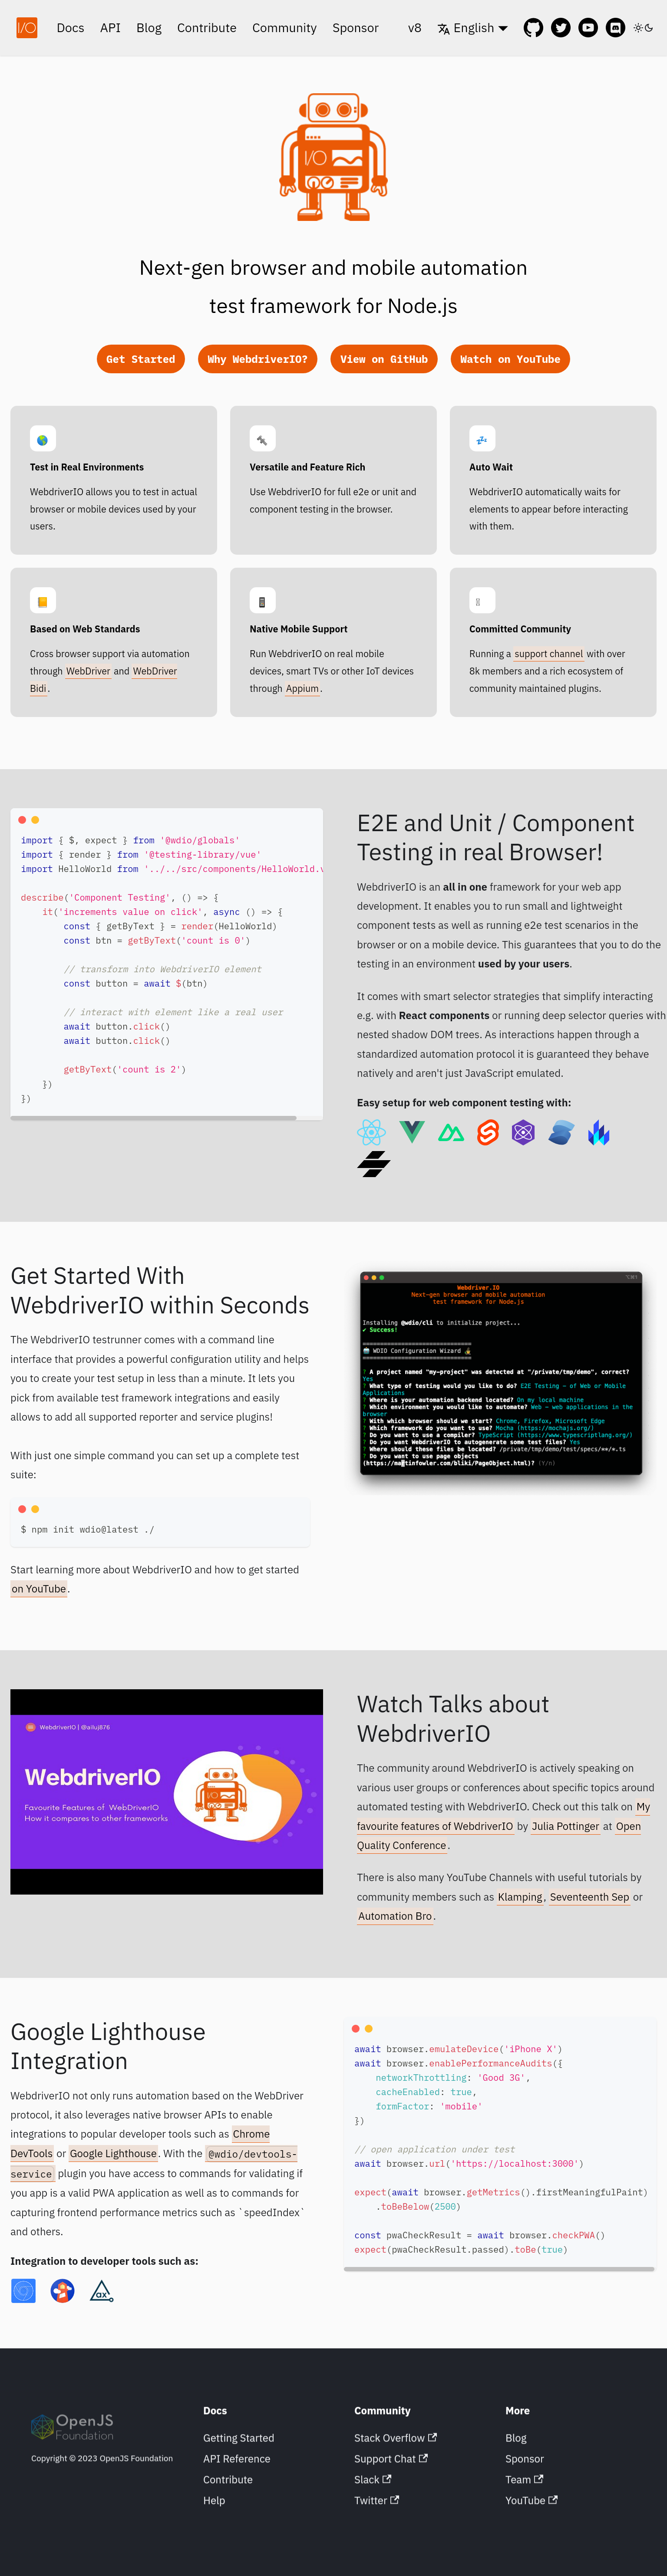 I/O
Docs API Blog Contribute Community Sponsor v8 English
I/O
Next-gen browser and mobile automation
test framework for Node.js
Get Started
Why WebdriverIO?
View on GitHub
Watch on YouTube
Test in Real Environments
WebdriverIO allows you to test in actual
browser or mobile devices used by your
users.
Versatile and Feature Rich
Use WebdriverIO for full e2e or unit and
component testing in the browser.
Auto Wait
WebdriverIO automatically waits for
elements to appear before interacting
with them.
Based on Web Standards
Cross browser support via automation
through WebDriver and WebDriver
Bidi.
Native Mobile Support
Run WebdriverIO on real mobile
devices, smart TVs or other IoT devices
through Appium.
Committed Community
Running a support channel with over
8k members and a rich ecosystem of
community maintained plugins.
import { $, expect } from '@wdio/globals'
import { render } from '@testing-library/vue'
import HelloWorld from '../../src/components/HelloWorld.v
describe('Component Testing', () => {
it('increments value on click', async () => {
const { getByText } = render(HelloWorld)
const btn = getByText('count is 0')
// transform into WebdriverIO element
const button = await $(btn)
// interact with element like a real user
await button.click()
await button.click()
getByText('count is 2')
})
})
E2E and Unit / Component
Testing in real Browser!
WebdriverIO is an all in one framework for your web app
development. It enables you to run small and lightweight
component tests as well as running e2e test scenarios in the
browser or on a mobile device. This guarantees that you to do the
testing in an environment used by your users.
It comes with smart selector strategies that simplify interacting
e.g. with React components or running deep selector queries with
nested shadow DOM trees. As interactions happen through a
standardized automation protocol it is guaranteed they behave
natively and aren't just JavaScript emulated.
Easy setup for web component testing with:
Get Started With
WebdriverIO within Seconds
The WebdriverIO testrunner comes with a command line
interface that provides a powerful configuration utility and helps
you to create your test setup in less than a minute. It lets you
pick from available test framework integrations and easily
allows to add all supported reporter and service plugins!
With just one simple command you can set up a complete test
suite:
$ npm init wdio@latest ./
Start learning more about WebdriverIO and how to get started
on YouTube.
Webdriver.IO
Next-gen browser and mobile automation
test framework for Node.js
Installing @wdio/cli to initialize project...
✔ Success!
===============================
🤖 WDIO Configuration Wizard 🧙
===============================
? A project named "my-project" was detected at "/private/tmp/demo", correct?
Yes
? What type of testing would you like to do? E2E Testing - of Web or Mobile
Applications
? Where is your automation backend located? On my local machine
? Which environment you would like to automate? Web - web applications in the
browser
? With which browser should we start? Chrome, Firefox, Microsoft Edge
? Which framework do you want to use? Mocha (https://mochajs.org/)
? Do you want to use a compiler? TypeScript (https://www.typescriptlang.org/)
? Do you want WebdriverIO to autogenerate some test files? Yes
? Where should these files be located? /private/tmp/demo/test/specs/**/*.ts
? Do you want to use page objects
(https://martinfowler.com/bliki/PageObject.html)? (Y/n)
WebdriverIO | @alluj876
WebdriverIO
Favourite Features of WebDriverIO
How it compares to other frameworks
I/O
Watch Talks about
WebdriverIO
The community around WebdriverIO is actively speaking on
various user groups or conferences about specific topics around
automated testing with WebdriverIO. Check out this talk on My
favourite features of WebdriverIO by Julia Pottinger at Open
Quality Conference.
There is also many YouTube Channels with useful tutorials by
community members such as Klamping, Seventeenth Sep or
Automation Bro.
Google Lighthouse
Integration
WebdriverIO not only runs automation based on the WebDriver
protocol, it also leverages native browser APIs to enable
integrations to popular developer tools such as Chrome
DevTools or Google Lighthouse. With the @wdio/devtools-
service plugin you have access to commands for validating if
you app is a valid PWA application as well as to commands for
capturing frontend performance metrics such as `speedIndex`
and others.
Integration to developer tools such as:
ax
await browser.emulateDevice('iPhone X')
await browser.enablePerformanceAudits({
networkThrottling: 'Good 3G',
cacheEnabled: true,
formFactor: 'mobile'
})
// open application under test
await browser.url('https://localhost:3000')
expect(await browser.getMetrics().firstMeaningfulPaint)
.toBeBelow(2500)
const pwaCheckResult = await browser.checkPWA()
expect(pwaCheckResult.passed).toBe(true)
OpenJS
Foundation
Copyright © 2023 OpenJS Foundation
Docs
Getting Started
API Reference
Contribute
Help
Community
Stack Overflow
Support Chat
Slack
Twitter
More
Blog
Sponsor
Team
YouTube